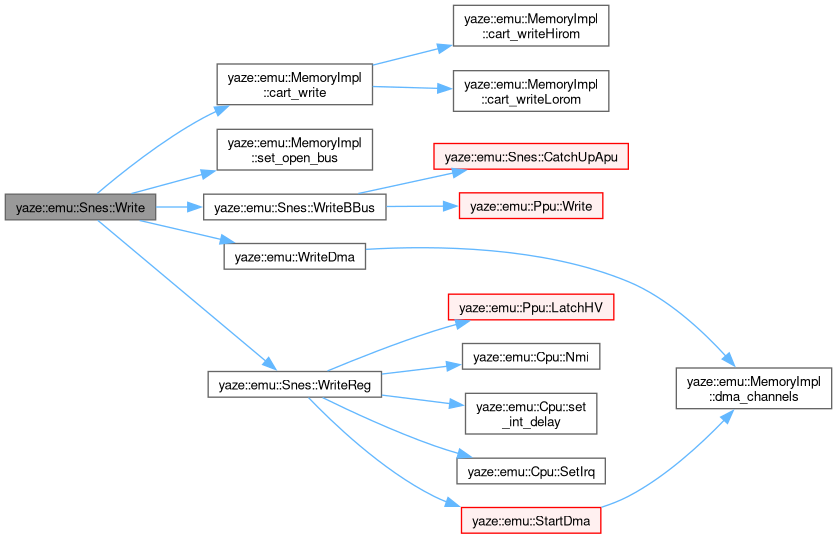 yaze::emu::MemoryImpl
::cart_writeHirom
yaze::emu::MemoryImpl
::cart_write
yaze::emu::MemoryImpl
::cart_writeLorom
yaze::emu::MemoryImpl
::set_open_bus
yaze::emu::Snes::CatchUpApu
yaze::emu::Snes::Write
yaze::emu::Snes::WriteBBus
yaze::emu::Ppu::Write
yaze::emu::WriteDma
yaze::emu::Ppu::LatchHV
yaze::emu::Cpu::Nmi
yaze::emu::Snes::WriteReg
yaze::emu::MemoryImpl
::dma_channels
yaze::emu::Cpu::set
_int_delay
yaze::emu::Cpu::SetIrq
yaze::emu::StartDma